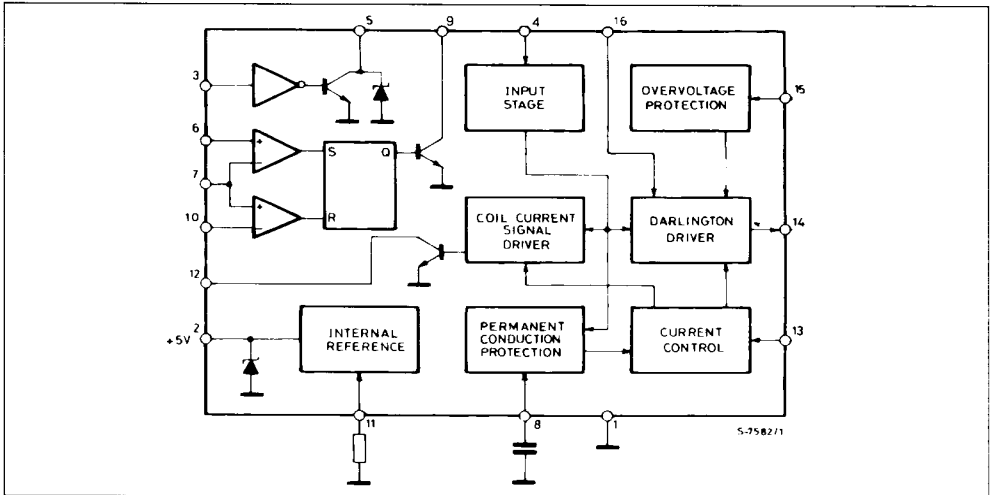 5 9 4 16
3
INPUT
STAGE
OVERVOLTAGE
PROTECTION
15
6
+
-
S Q
7
+
-
R
10
COIL CURRENT
SIGNAL
DRIVER
DARLINGTON
DRIVER
14
12
2
+5V
INTERNAL
REFERENCE
PERMANENT
CONDUCTION
PROTECTION
CURRENT
CONTROL
13
11 8 1
S-7582/1